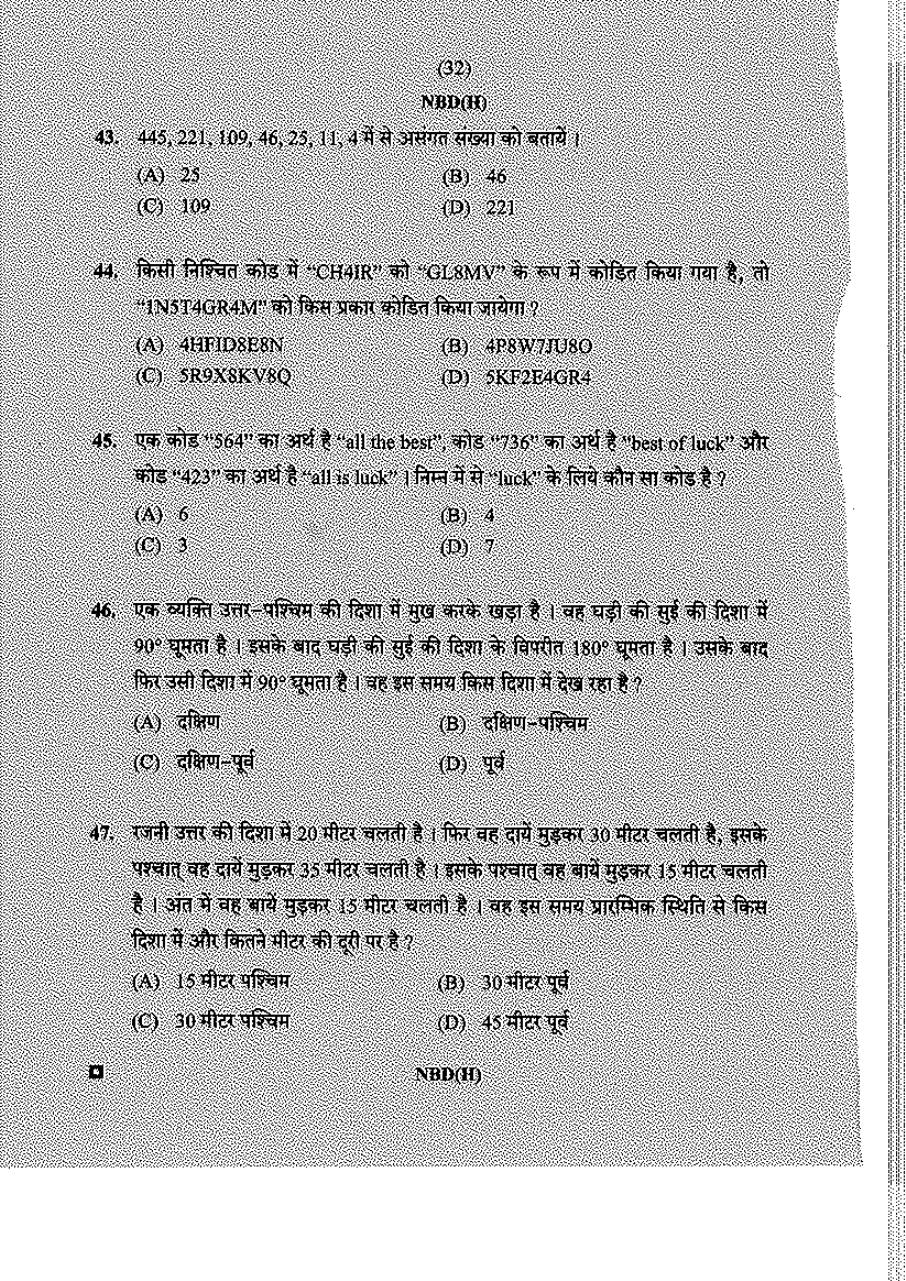 (32)
NBD(H)
43. 445, 221, 109, 46, 25, 11, 4 में से असंगत संख्या को बतायें ।
(A) 25 (B) 46
(C) 109 (D) 221
44. किसी निश्चित कोड में “CH4IR” को “GL8MV” के रूप में कोडित किया गया है, तो
“1N5T4GR4M” को किस प्रकार कोडित किया जायेगा ?
(A) 4HFID8E8N (B) 4P8W7JU8O
(C) 5R9X8KV8Q (D) 5KF2E4GR4
45. एक कोड “564” का अर्थ है “all the best”, कोड “736” का अर्थ है “best of luck” और
कोड “423” का अर्थ है “all is luck” । निम्न में से “luck” के लिये कौन सा कोड है ?
(A) 6 (B) 4
(C) 3 (D) 7
46. एक व्यक्ति उत्तर-पश्चिम की दिशा में मुख करके खड़ा है । वह घड़ी की सुई की दिशा में
90° घूमता है । इसके बाद घड़ी की सुई की दिशा के विपरीत 180° घूमता है । उसके बाद
फिर उसी दिशा में 90° घूमता है । वह इस समय किस दिशा में देख रहा है ?
(A) दक्षिण (B) दक्षिण-पश्चिम
(C) दक्षिण-पूर्व (D) पूर्व
47. रजनी उत्तर की दिशा में 20 मीटर चलती है । फिर वह दायें मुड़कर 30 मीटर चलती है, इसके
पश्चात् वह दायें मुड़कर 35 मीटर चलती है । इसके पश्चात् वह बायें मुड़कर 15 मीटर चलती
है । अंत में वह बायें मुड़कर 15 मीटर चलती है । वह इस समय प्रारम्भिक स्थिति से किस
दिशा में और कितने मीटर की दूरी पर है ?
(A) 15 मीटर पश्चिम (B) 30 मीटर पूर्व
(C) 30 मीटर पश्चिम (D) 45 मीटर पूर्व
NBD(H)